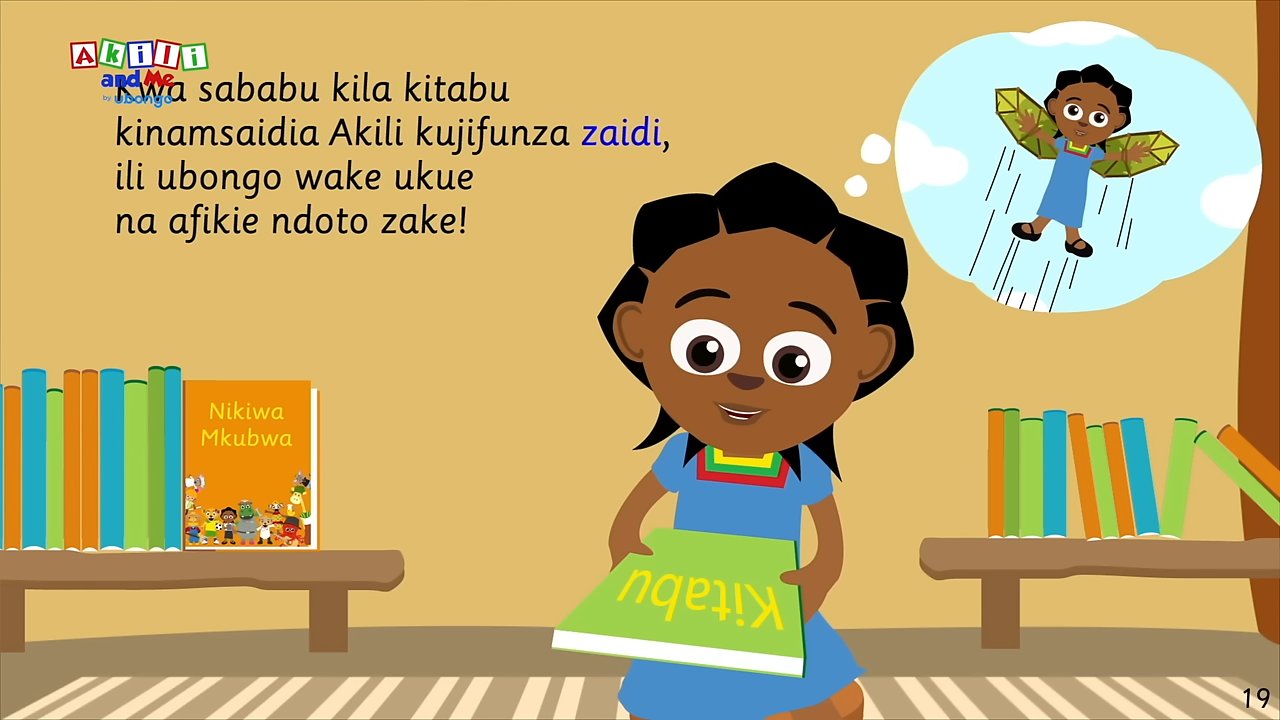 Akili
and Me
by ubongo
Kwa sababu kila kitabu
kinamsaidia Akili kujifunza zaidi,
ili ubongo wake ukue
na afikie ndoto zake!
Nikiwa
Mkubwa
Kitabu
19